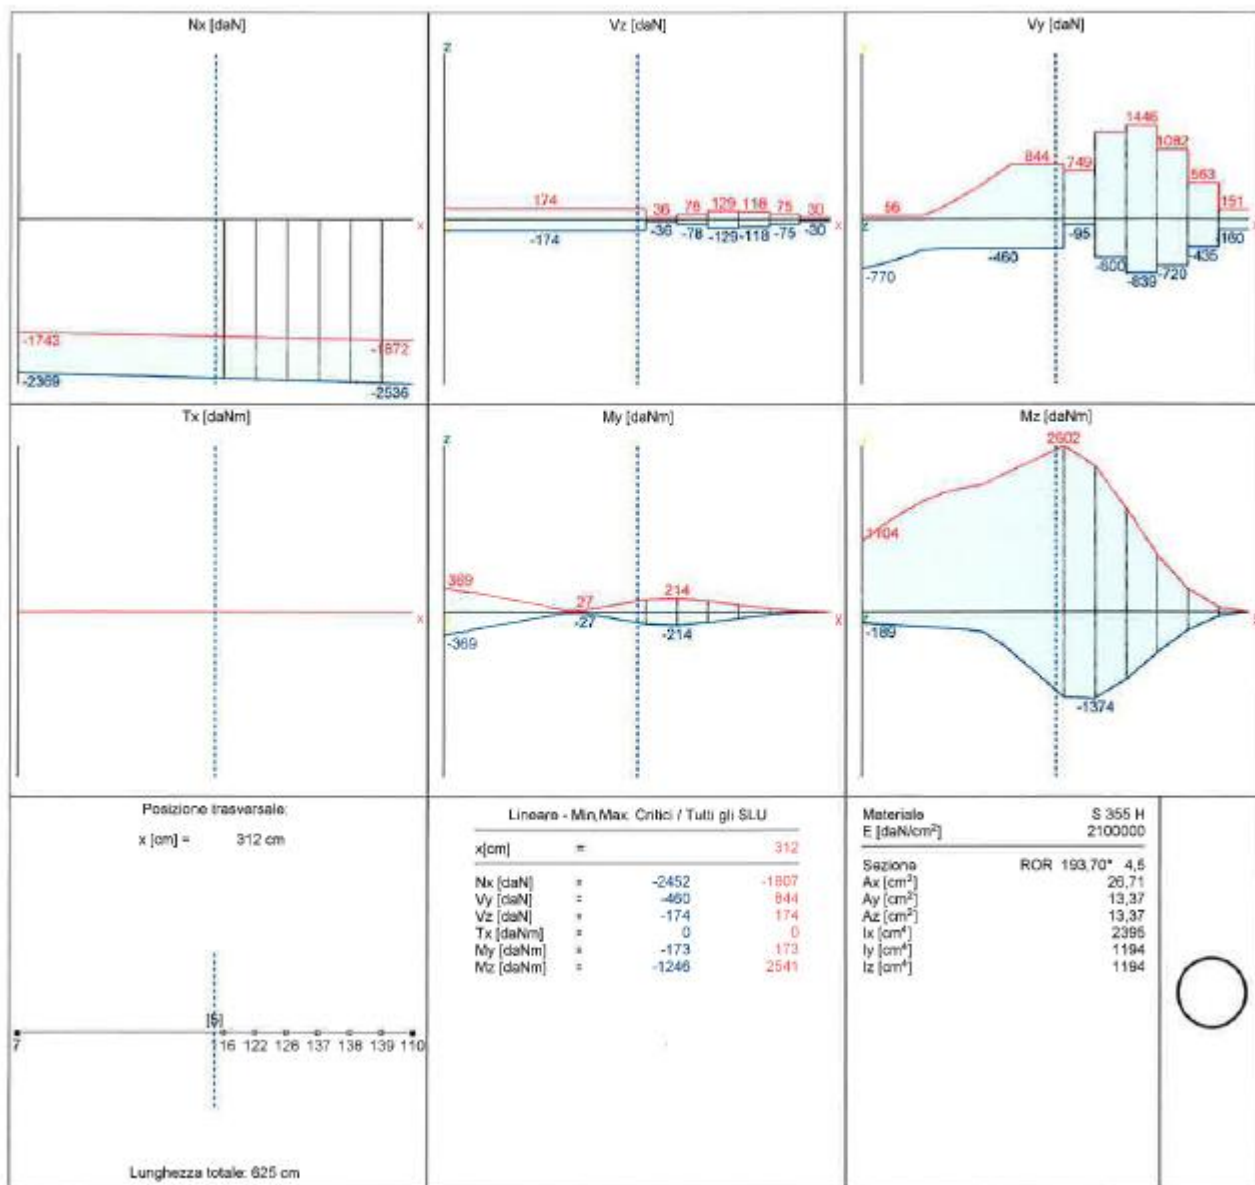 Nx [daN]
-1743
-1872
-2369
-2536
x
Vz [daN]
z
174
36
78
129
118
75
30
-174
-36
-78
-129
-118
-75
-30
x
Vy [daN]
56
844
749
1446
1082
563
151
z
-770
-460
-95
-600
-839
-720
-435
160
x
Tx [daNm]
x
My [daNm]
z
369
27
214
-369
-27
-214
x
Mz [daNm]
2602
1104
-189
-1374
x
Posizione trasversale:
x [cm] = 312 cm
[5]
7 16 122 126 137 138 139 110
Lunghezza totale: 625 cm
Lineare - Min,Max. Critici / Tutti gli SLU
x[cm] = 312
Nx [daN] = -2452 -1807
Vy [daN] = -460 844
Vz [daN] = -174 174
Tx [daNm] = 0 0
My [daNm] = -173 173
Mz [daNm] = -1246 2541
Materiale S 355 H
E [daN/cm²] 2100000
Sezione ROR 193,70* 4,5
Ax [cm²] 26,71
Ay [cm²] 13,37
Az [cm²] 13,37
Ix [cm⁴] 2395
Iy [cm⁴] 1194
Iz [cm⁴] 1194